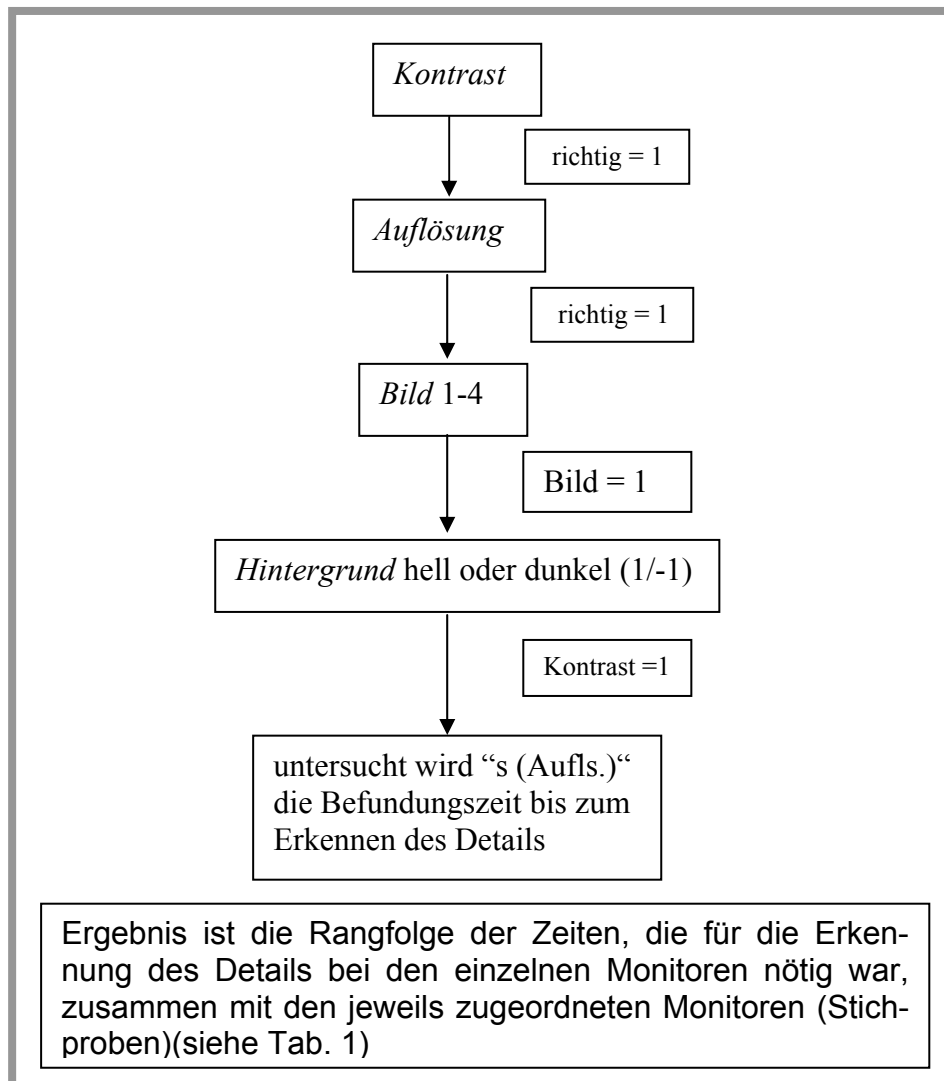 Kontrast
richtig = 1
Auflösung
richtig = 1
Bild 1-4
Bild = 1
Hintergrund hell oder dunkel (1/-1)
Kontrast =1
untersucht wird “s (Aufls.)“
die Befundungszeit bis zum
Erkennen des Details
Ergebnis ist die Rangfolge der Zeiten, die für die Erken-
nung des Details bei den einzelnen Monitoren nötig war,
zusammen mit den jeweils zugeordneten Monitoren (Stich-
proben)(siehe Tab. 1)